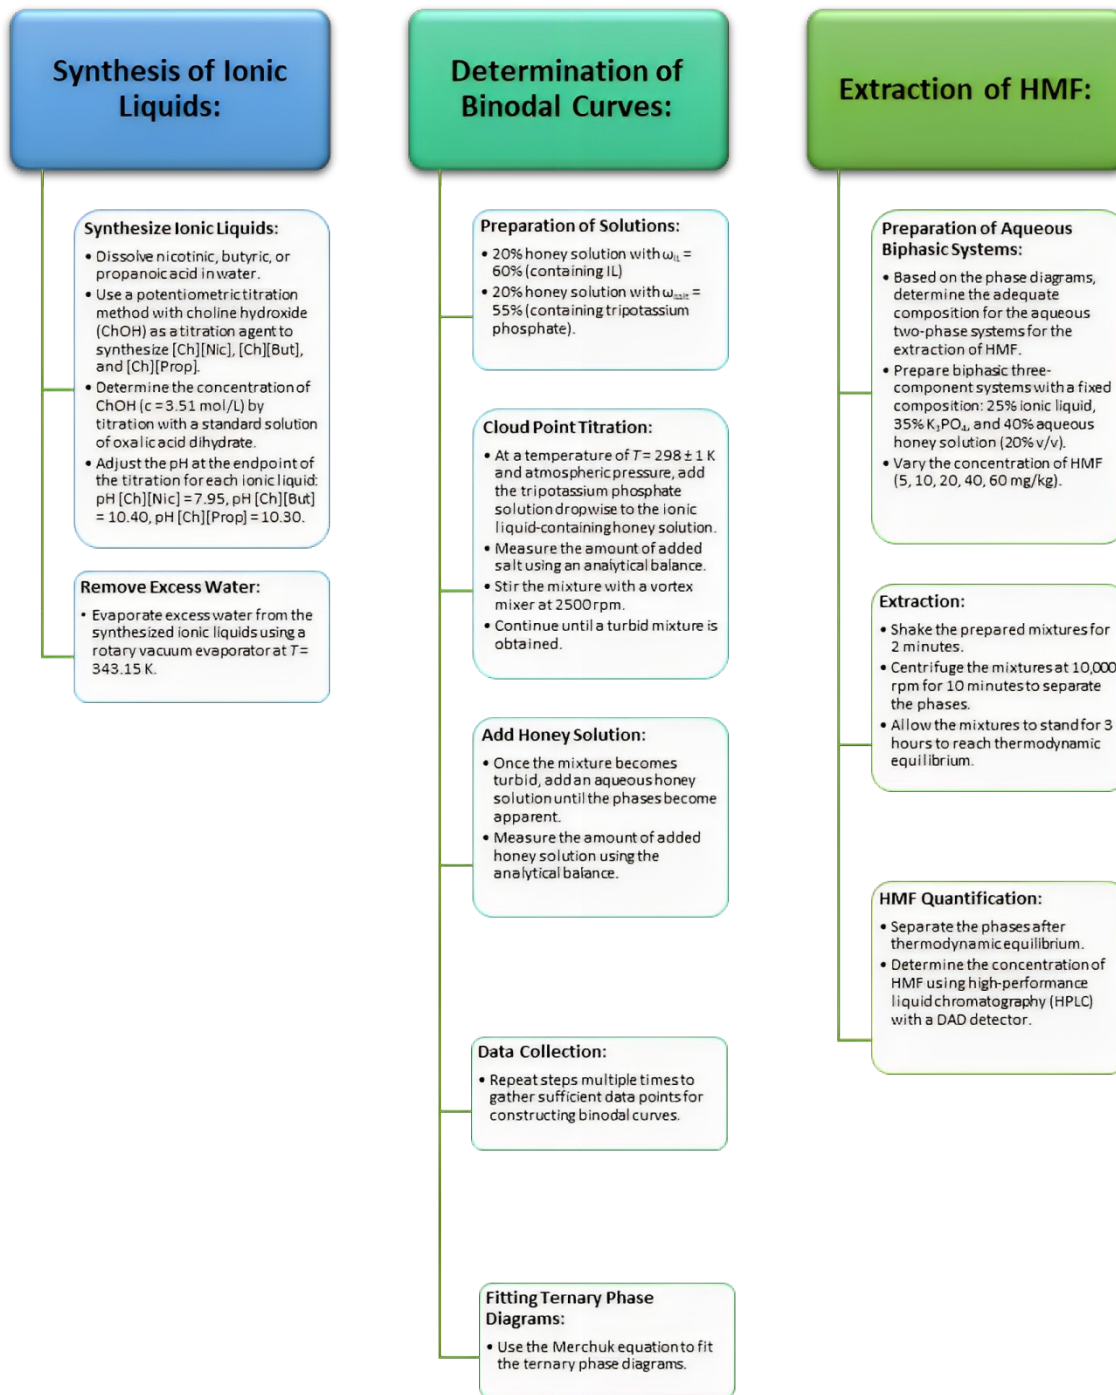 Synthesis of Ionic
Liquids:
Synthesize Ionic Liquids:
• Dissolve nicotinic, butyric, or
propanoic acid in water.
• Use a potentiometric titration
method with choline hydroxide
(ChOH) as a titration agent to
synthesize [Ch][Nic], [Ch][But],
and [Ch][Prop].
• Determine the concentration of
ChOH (c = 3.51 mol/L) by
titration with a standard solution
of oxalic acid dihydrate.
• Adjust the pH at the endpoint of
the titration for each ionic liquid:
pH [Ch][Nic] = 7.95, pH [Ch][But]
= 10.40, pH [Ch][Prop] = 10.30.
Remove Excess Water:
• Evaporate excess water from the
synthesized ionic liquids using a
rotary vacuum evaporator at T =
343.15 K.
Determination of
Binodal Curves:
Preparation of Solutions:
• 20% honey solution with ωIL =
60% (containing IL)
• 20% honey solution with ωsalt =
55% (containing tripotassium
phosphate).
Cloud Point Titration:
• At a temperature of T = 298 ± 1 K
and atmospheric pressure, add
the tripotassium phosphate
solution dropwise to the ionic
liquid-containing honey solution.
• Measure the amount of added
salt using an analytical balance.
• Stir the mixture with a vortex
mixer at 2500 rpm.
• Continue until a turbid mixture is
obtained.
Add Honey Solution:
• Once the mixture becomes
turbid, add an aqueous honey
solution until the phases become
apparent.
• Measure the amount of added
honey solution using the
analytical balance.
Data Collection:
• Repeat steps multiple times to
gather sufficient data points for
constructing binodal curves.
Fitting Ternary Phase
Diagrams:
• Use the Merchuk equation to fit
the ternary phase diagrams.
Extraction of HMF:
Preparation of Aqueous
Biphasic Systems:
• Based on the phase diagrams,
determine the adequate
composition for the aqueous
two-phase systems for the
extraction of HMF.
• Prepare biphasic three-
component systems with a fixed
composition: 25% ionic liquid,
35% K₃PO₄, and 40% aqueous
honey solution (20% v/v).
• Vary the concentration of HMF
(5, 10, 20, 40, 60 mg/kg).
Extraction:
• Shake the prepared mixtures for
2 minutes.
• Centrifuge the mixtures at 10,000
rpm for 10 minutes to separate
the phases.
• Allow the mixtures to stand for 3
hours to reach thermodynamic
equilibrium.
HMF Quantification:
• Separate the phases after
thermodynamic equilibrium.
• Determine the concentration of
HMF using high-performance
liquid chromatography (HPLC)
with a DAD detector.